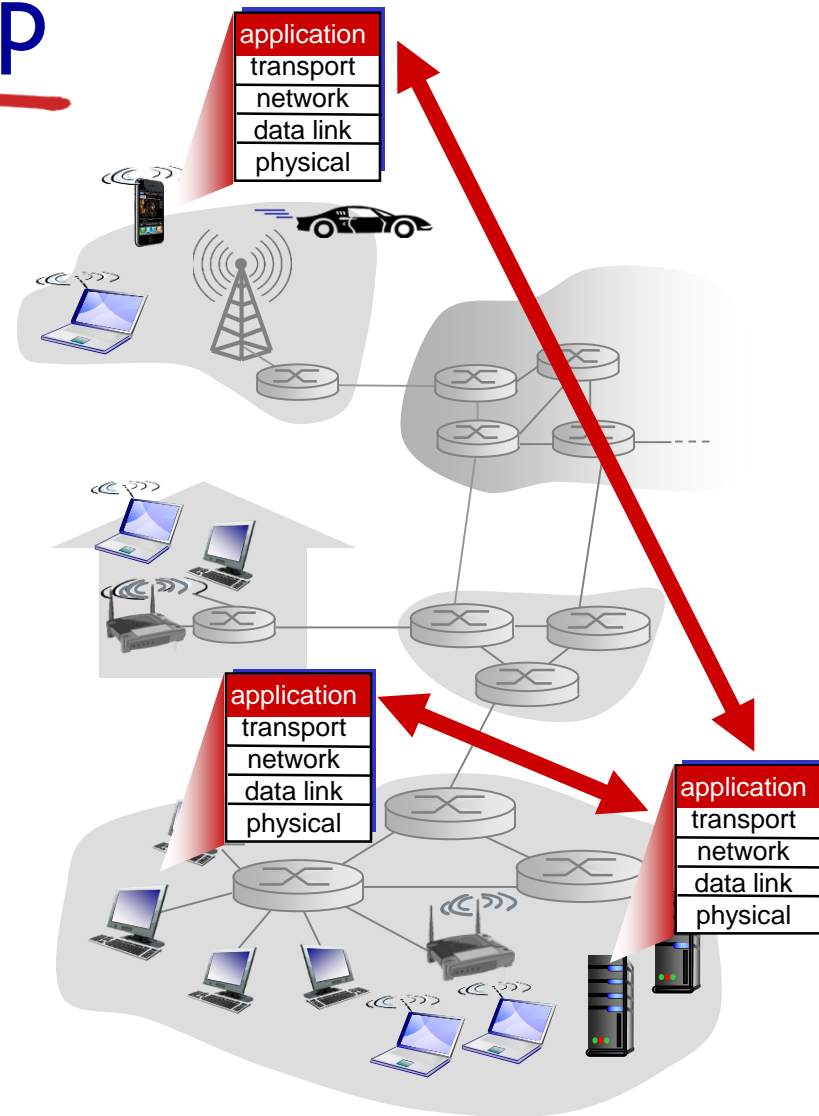 p
application
transport
network
data link
physical
application
transport
network
data link
physical
application
transport
network
data link
physical